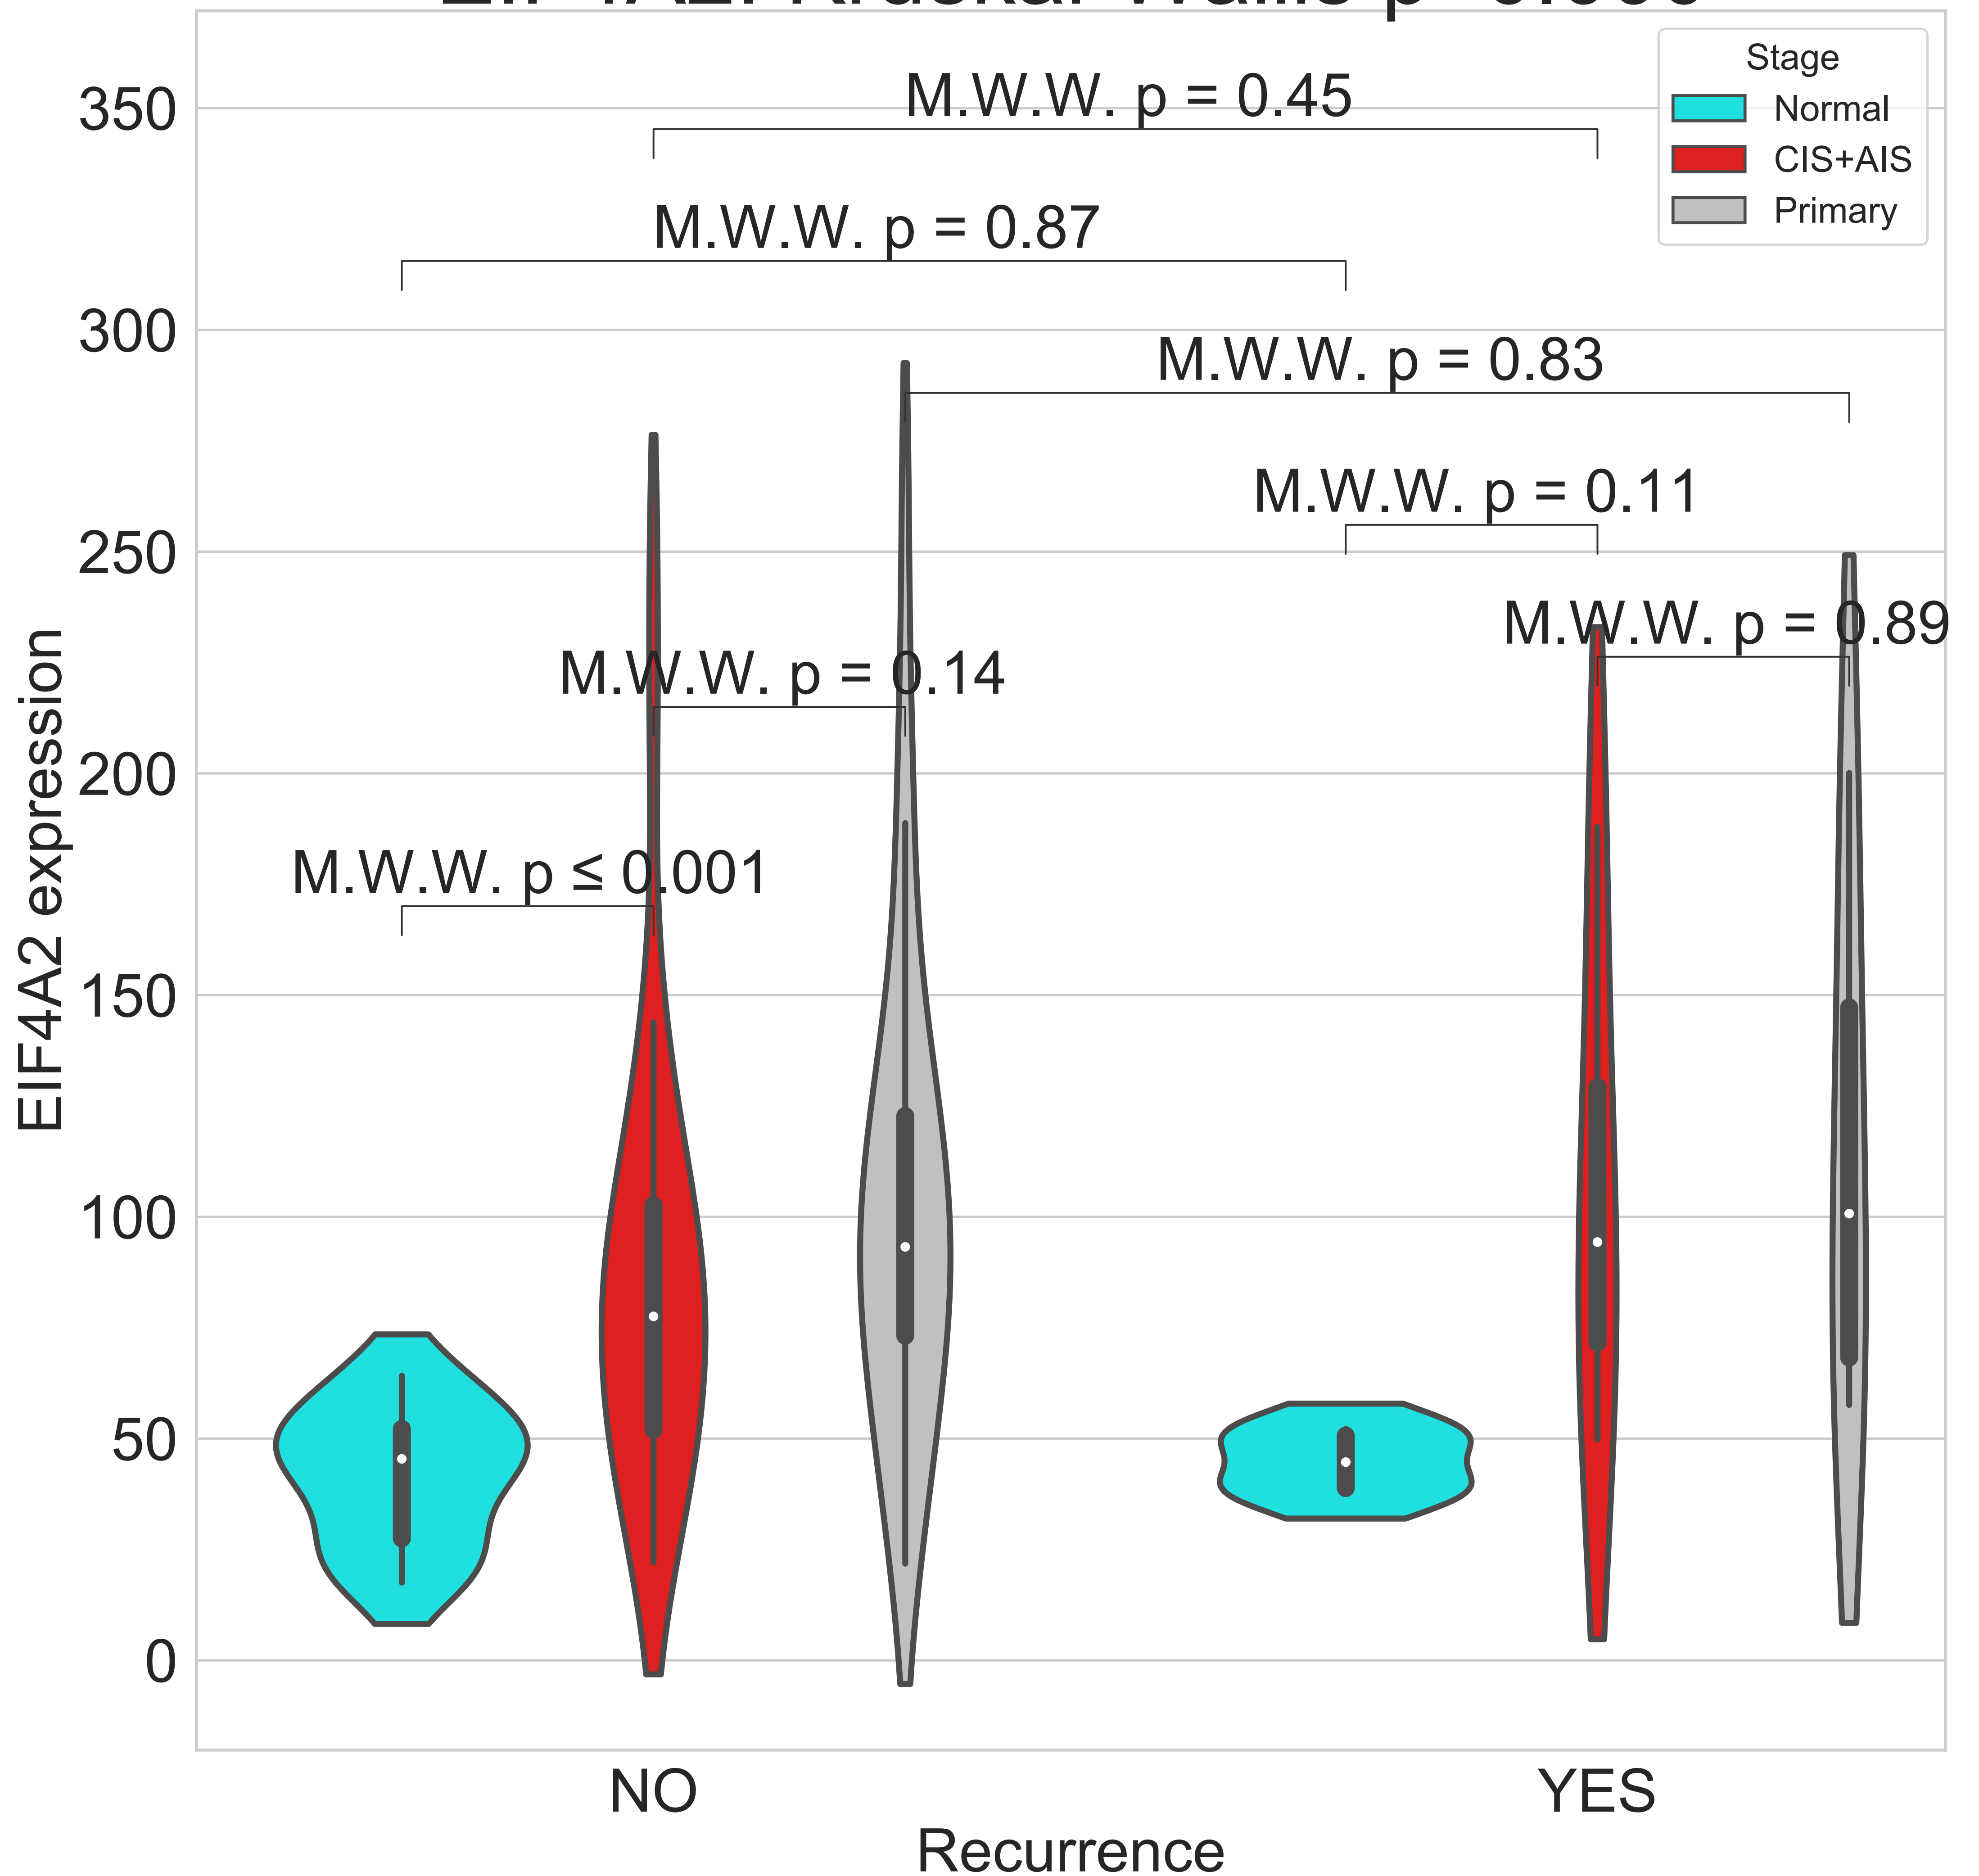 Stage
Normal
CIS+AIS
Primary
M.W.W. p = 0.45
M.W.W. p = 0.87
M.W.W. p = 0.83
M.W.W. p = 0.11
M.W.W. p = 0.89
M.W.W. p = 0.14
M.W.W. p ≤ 0.001
350
300
250
200
150
100
50
0
EIF4A2 expression
NO
YES
Recurrence